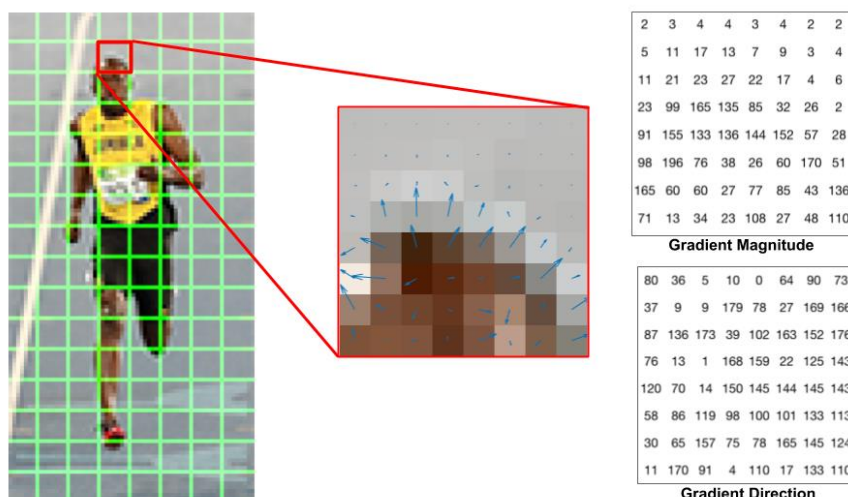 2 3 4 4 3 4 2 2
5 11 17 13 7 9 3 4
11 21 23 27 22 17 4 6
23 99 165 135 85 32 26 2
91 155 133 136 144 152 57 28
98 196 76 38 26 60 170 51
165 60 60 27 77 85 43 136
71 13 34 23 108 27 48 110
Gradient Magnitude
80 36 5 10 0 64 90 73
37 9 9 179 78 27 169 166
87 136 173 39 102 163 152 176
76 13 1 168 159 22 125 143
120 70 14 150 145 144 145 143
58 86 119 98 100 101 133 113
30 65 157 75 78 165 145 124
11 170 91 4 110 17 133 110
Gradient Direction